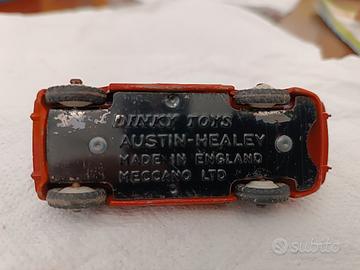 DINKY TOYS
AUSTIN-HEALEY
MADE IN ENGLAND
MECCANO LTD
subito